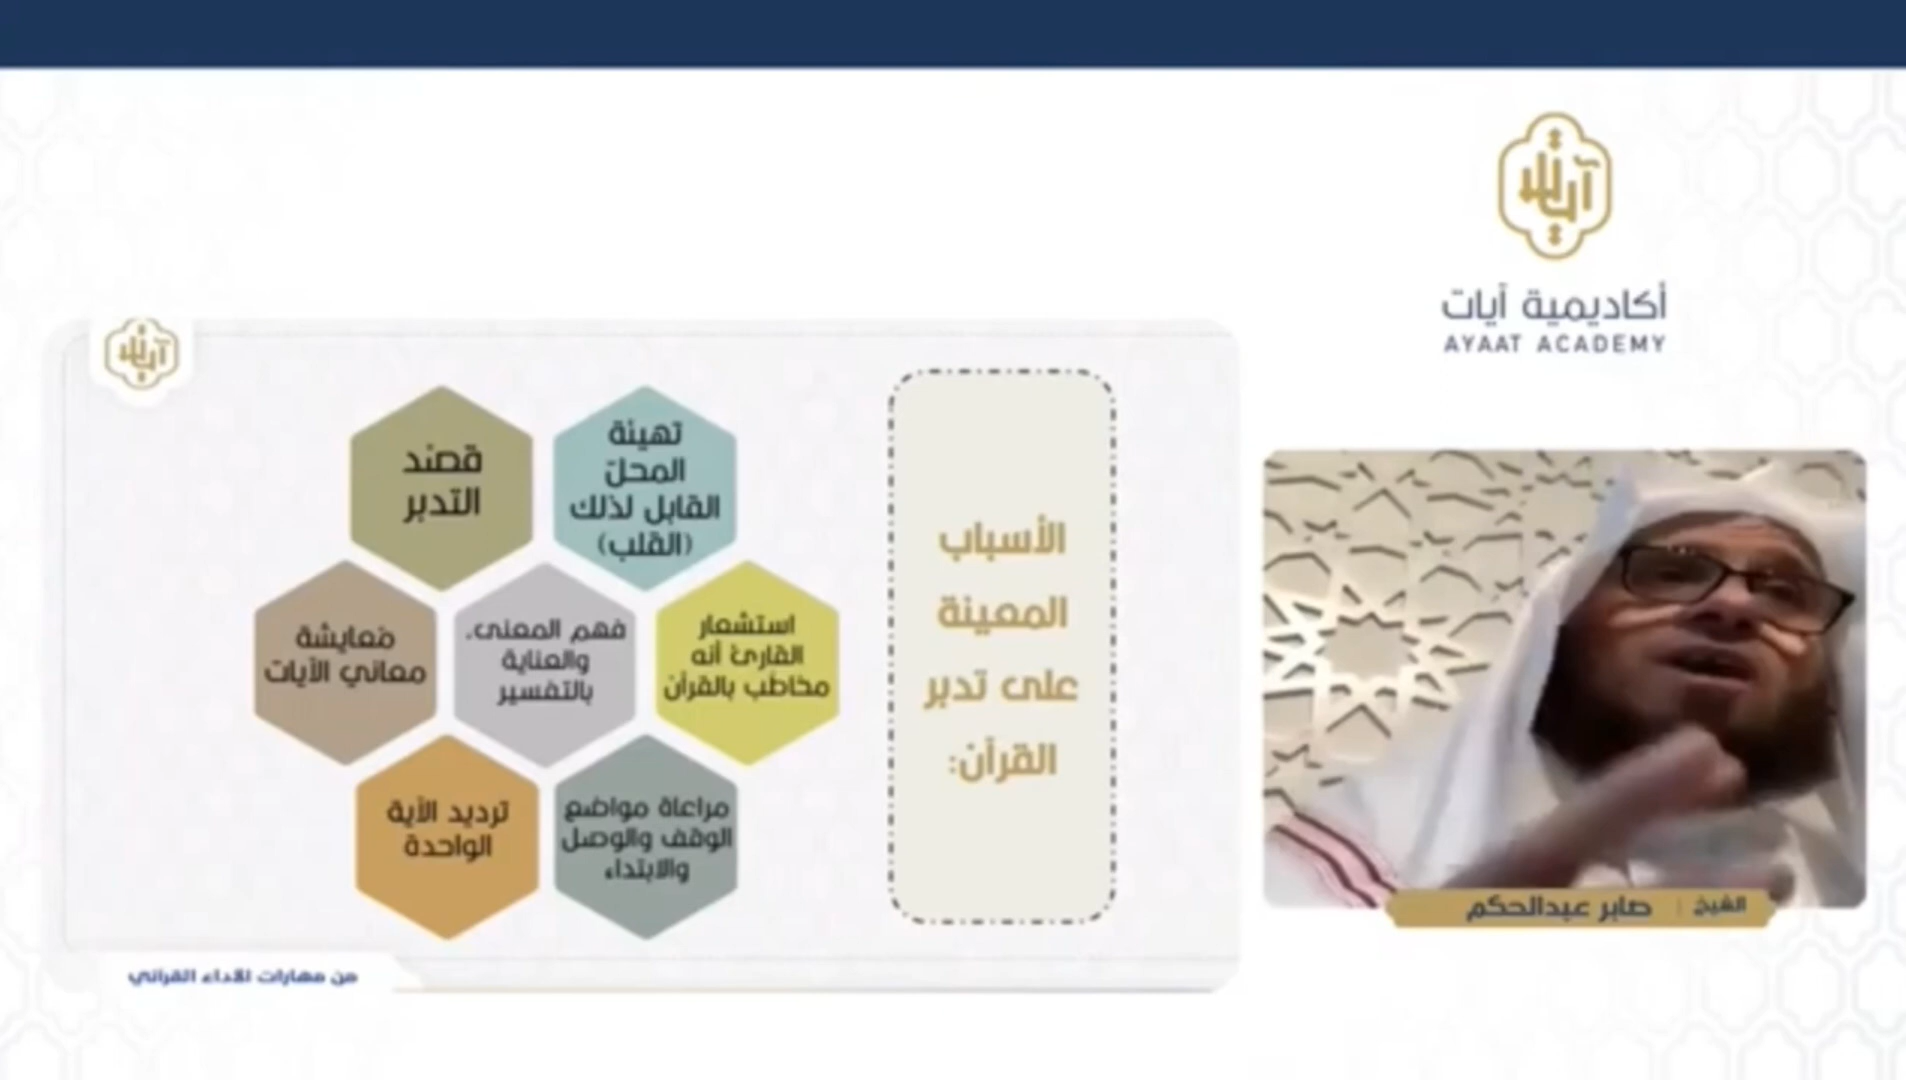 أكاديمية آيات
AYAAT ACADEMY
الأسباب
المعينة
على تدبر
القرآن:
تهيئة
المحلّ
القابل لذلك
(القلب)
قصد
التدبر
استشعار
القارئ أنه
مخاطب بالقرآن
فهم المعنى،
والعناية
بالتفسير
معايشة
معاني الآيات
مراعاة مواضع
الوقف والوصل
والابتداء
ترديد الآية
الواحدة
الشيخ | صابر عبدالحكم
من مهارات الأداء القرآني